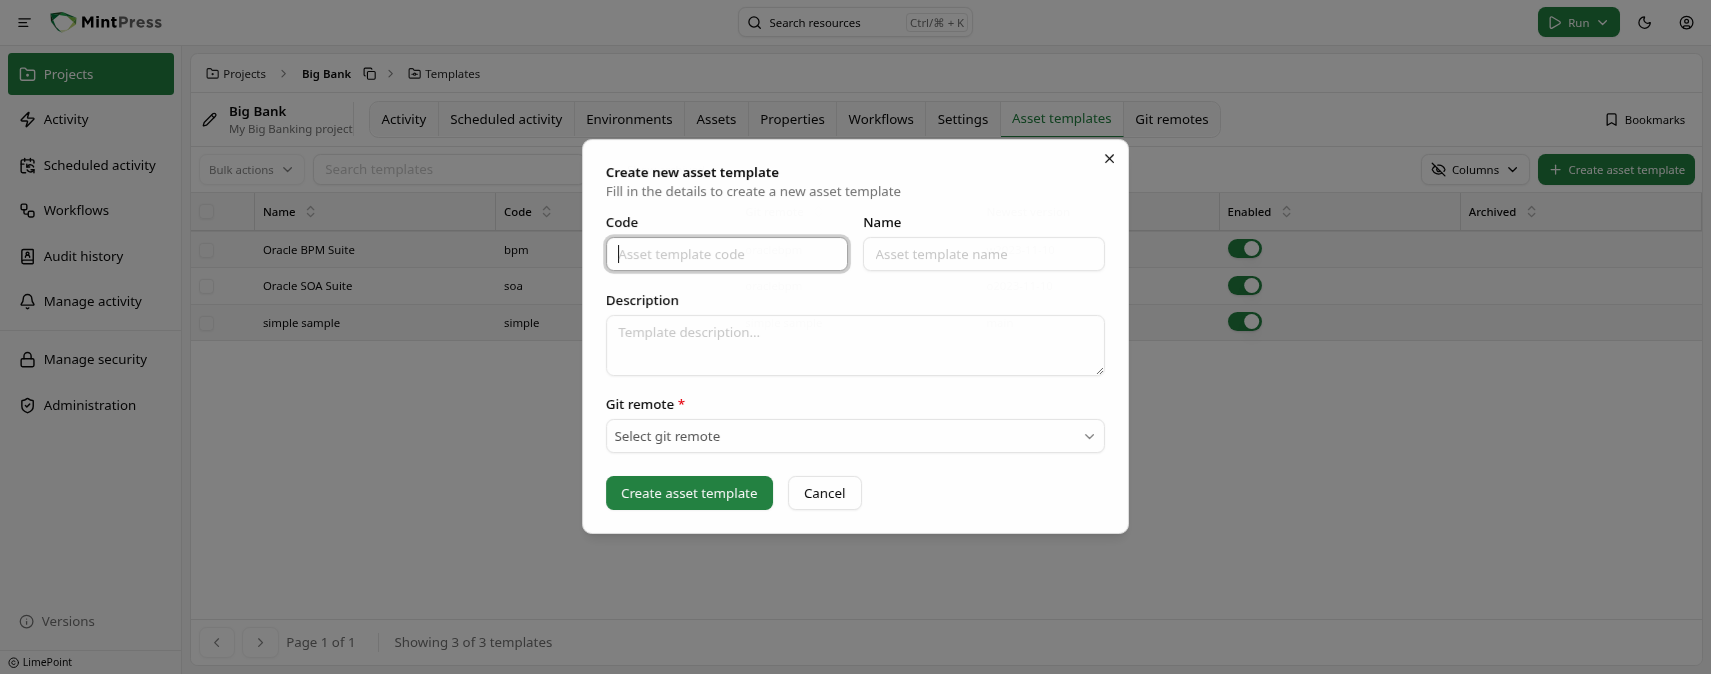 MintPress
Search resources
Ctrl/⌘ + K
Run
Projects
Activity
Scheduled activity
Workflows
Audit history
Manage activity
Manage security
Administration
Versions
LimePoint
Projects
Big Bank
Templates
Big Bank
My Big Banking project
Activity
Scheduled activity
Environments
Assets
Properties
Workflows
Settings
Asset templates
Git remotes
Bookmarks
Bulk actions
Search templates
Columns
Create asset template
Name
Code
Enabled
Archived
Oracle BPM Suite
bpm
Oracle SOA Suite
soa
simple sample
simple
Create new asset template
Fill in the details to create a new asset template
Code
Name
Asset template code
Asset template name
Description
Template description...
Git remote *
Select git remote
Create asset template
Cancel
Page 1 of 1
Showing 3 of 3 templates